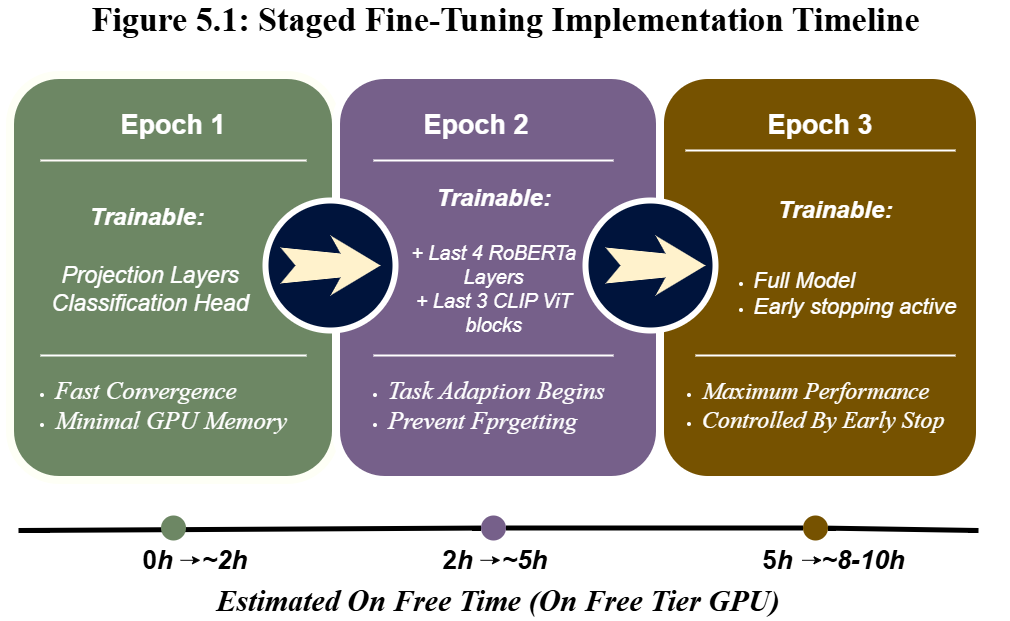 Figure 5.1: Staged Fine-Tuning Implementation Timeline
Epoch 1
Trainable:
Projection Layers
Classification Head
• Fast Convergence
• Minimal GPU Memory
Epoch 2
Trainable:
+ Last 4 RoBERTa
Layers
+ Last 3 CLIP ViT
blocks
• Task Adaption Begins
• Prevent Fprgetting
Epoch 3
Trainable:
• Full Model
• Early stopping active
• Maximum Performance
• Controlled By Early Stop
0h →~2h
2h →~5h
5h →~8-10h
Estimated On Free Time (On Free Tier GPU)